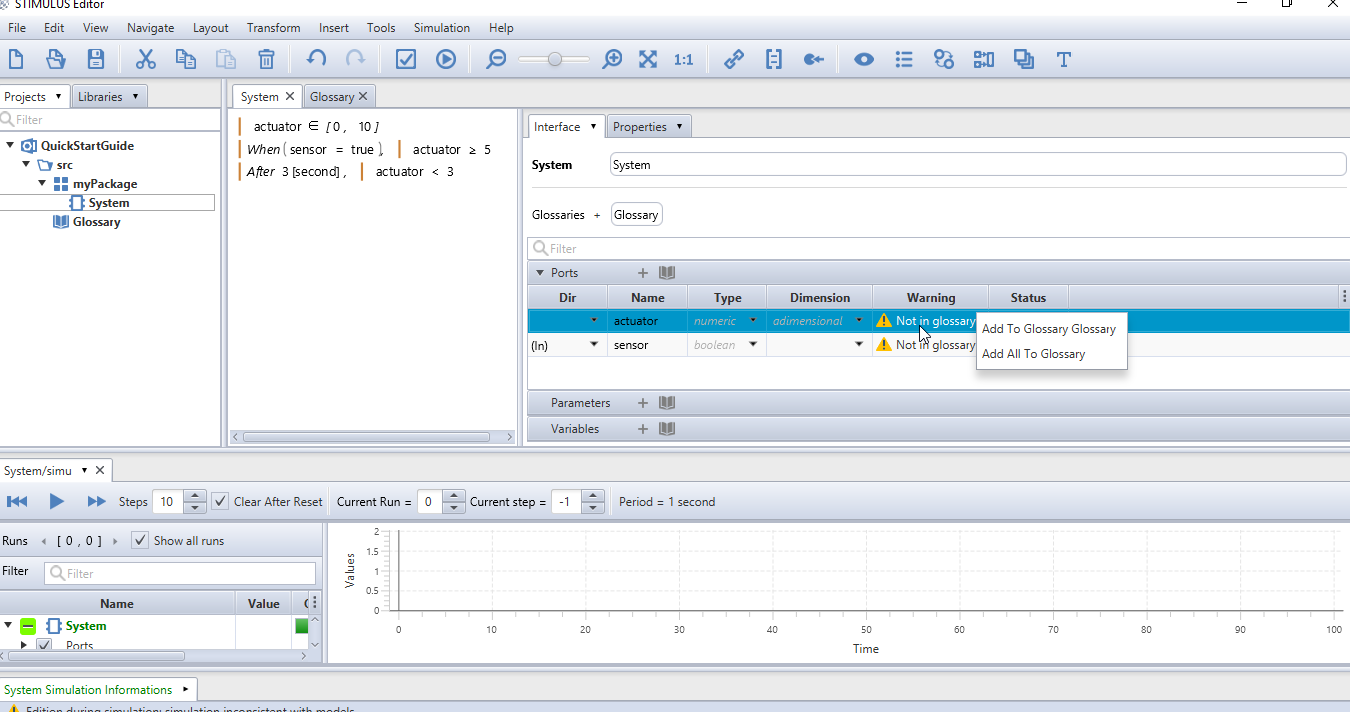 STIMULUS Editor
File Edit View Navigate Layout Transform Insert Tools Simulation Help
1:1 T
Projects Libraries
Filter
QuickStartGuide
src
myPackage
System
Glossary
System Glossary
actuator ∈ [0, 10]
When(sensor = true), actuator ≥ 5
After 3[second], actuator < 3
Interface Properties
System System
Glossaries + Glossary
Filter
Ports +
Dir Name Type Dimension Warning Status
actuator numeric adimensional Not in glossary
(In) sensor boolean Not in glossary
Add To Glossary Glossary
Add All To Glossary
Parameters +
Variables +
System/simu
Steps 10 Clear After Reset Current Run = 0 Current step = -1 Period = 1 second
Runs [ 0 , 0 ] Show all runs
Filter Filter
Name Value
System
Ports
Values
2
1.5
1
0.5
0
0 10 20 30 40 50 60 70 80 90 100
Time
System Simulation Informations
Edition during simulation: simulation inconsistent with models